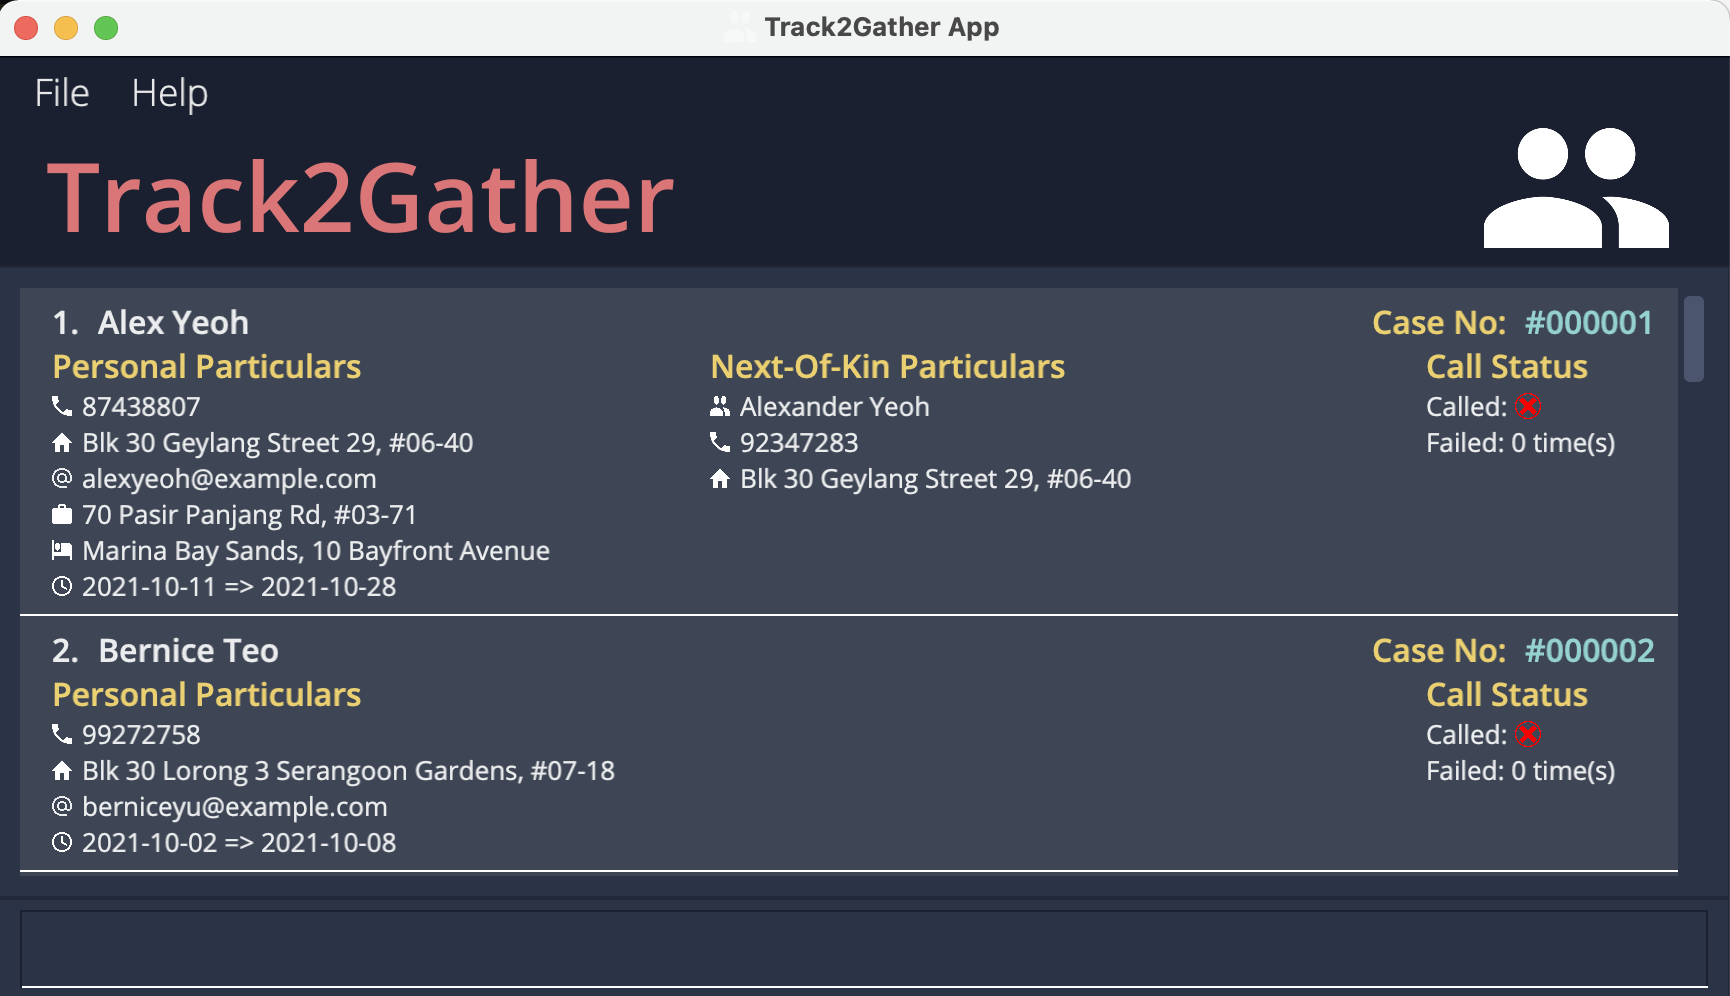 Track2Gather App
File Help
Track2Gather
1. Alex Yeoh
Case No: #000001
Personal Particulars
87438807
Blk 30 Geylang Street 29, #06-40
alexyeoh@example.com
70 Pasir Panjang Rd, #03-71
Marina Bay Sands, 10 Bayfront Avenue
2021-10-11 => 2021-10-28
Next-Of-Kin Particulars
Alexander Yeoh
92347283
Blk 30 Geylang Street 29, #06-40
Call Status
Called:
Failed: 0 time(s)
2. Bernice Teo
Case No: #000002
Personal Particulars
99272758
Blk 30 Lorong 3 Serangoon Gardens, #07-18
berniceyu@example.com
2021-10-02 => 2021-10-08
Call Status
Called:
Failed: 0 time(s)